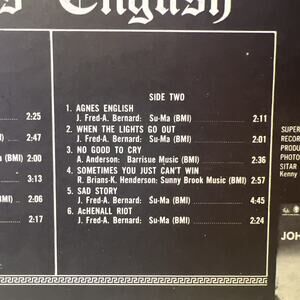 's English
2:25
(BMI) 2:47
(BMI) 2:00
3:13
2:06
2:17
SIDE TWO
1. AGNES ENGLISH
J. Fred-A. Bernard: Su-Ma (BMI) 2:11
2. WHEN THE LIGHTS GO OUT
J. Fred-A. Bernard: Su-Ma (BMI) 2:01
3. NO GOOD TO CRY
A. Anderson: Barrisue Music (BMI) 2:36
4. SOMETIMES YOU JUST CAN'T WIN
R. Brians-K. Henderson: Sunny Brook Music (BMI) 2:57
5. SAD STORY
J. Fred-A. Bernard: Su-Ma (BMI) 4:45
6. AcHENALL RIOT
J. Fred-A. Bernard: Su-Ma (BMI) 2:24
SUPER
RECOR
PRODU
PHOTO
SITAR
Kenny
JOH